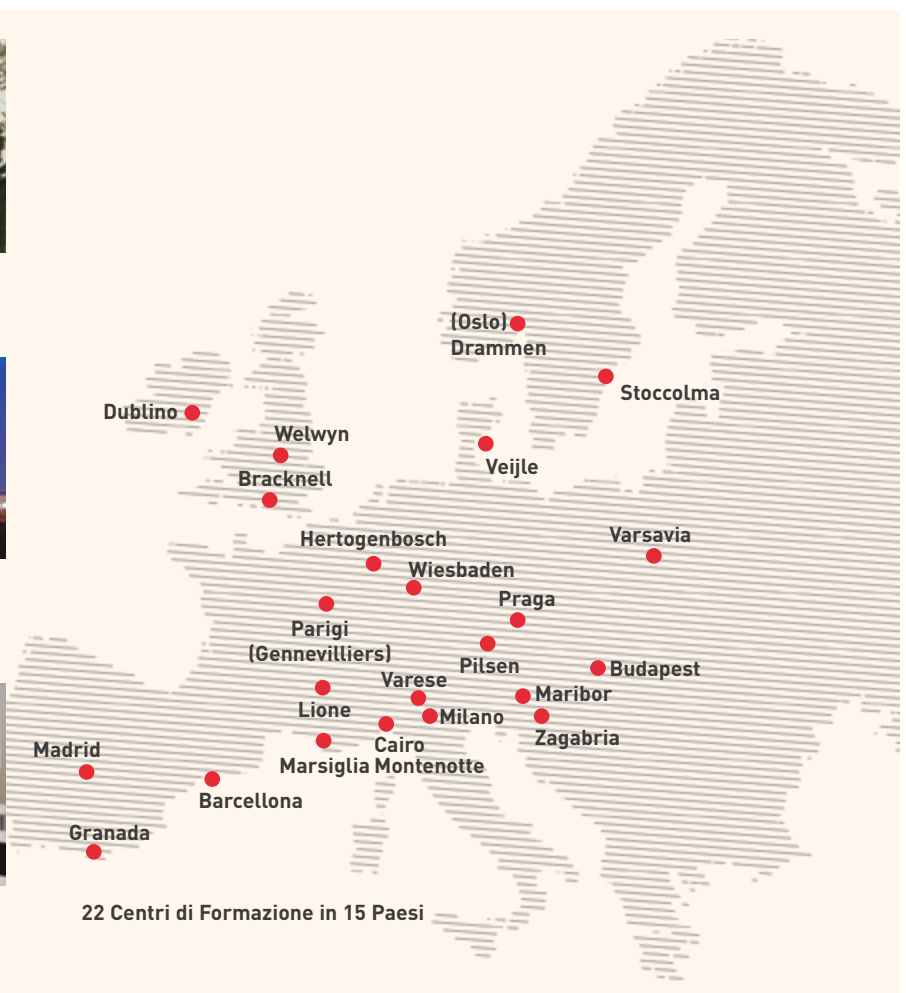 (Oslo)
Drammen
Stoccolma
Dublino
Welwyn
Veijle
Bracknell
Varsavia
Hertogenbosch
Wiesbaden
Praga
Parigi
(Gennevilliers)
Pilsen
Budapest
Varese
Maribor
Lione
Milano
Zagabria
Cairo
Montenotte
Marsiglia
Madrid
Barcellona
Granada
22 Centri di Formazione in 15 Paesi